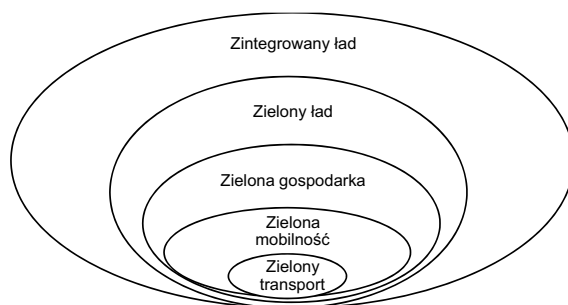 Zintegrowany ład
Zielony ład
Zielona gospodarka
Zielona
mobilność
Zielony
transport